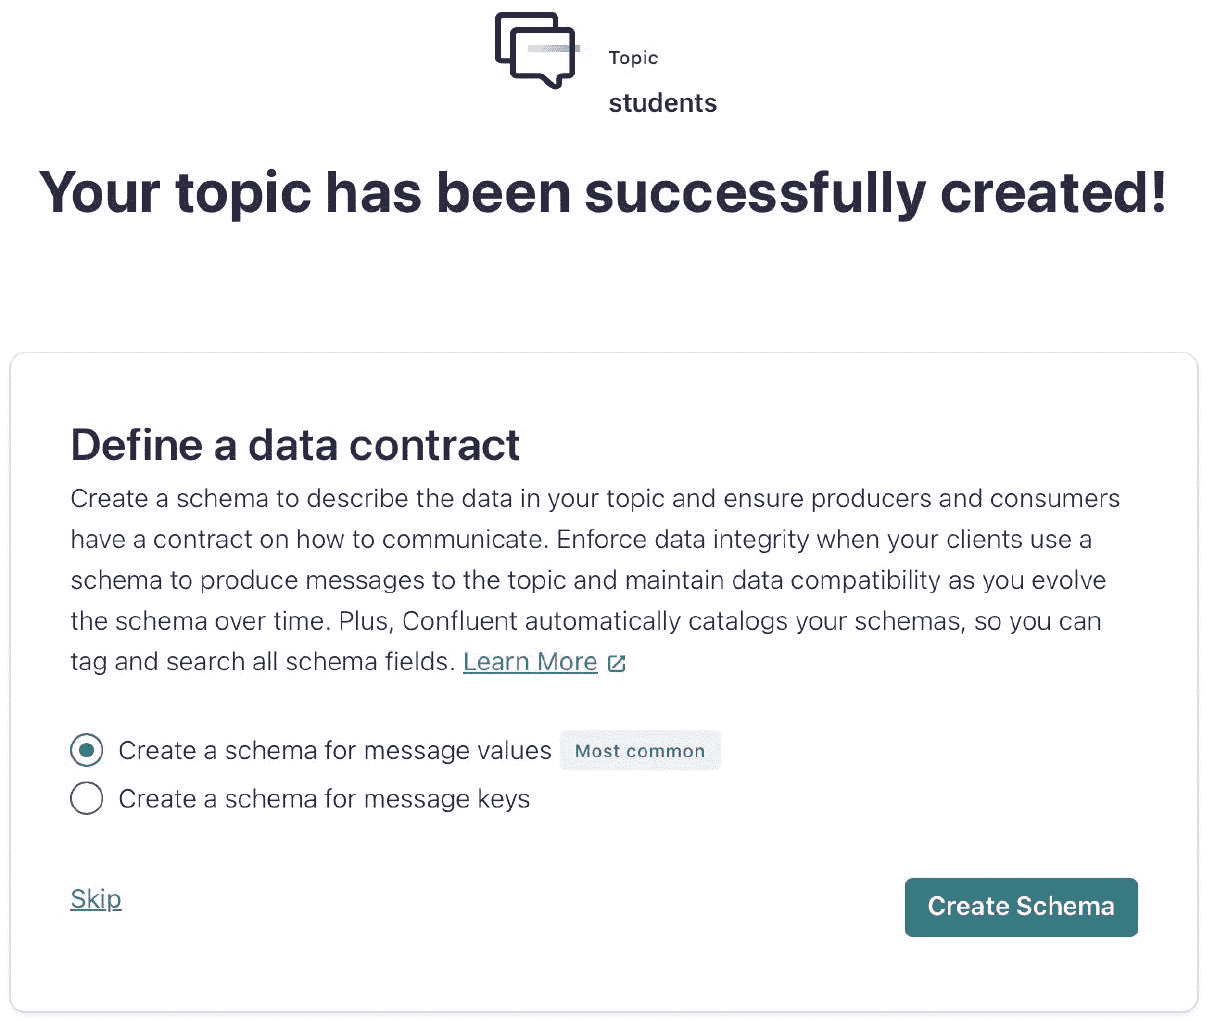 Topic
students
Your topic has been successfully created!
Define a data contract
Create a schema to describe the data in your topic and ensure producers and consumers
have a contract on how to communicate. Enforce data integrity when your clients use a
schema to produce messages to the topic and maintain data compatibility as you evolve
the schema over time. Plus, Confluent automatically catalogs your schemas, so you can
tag and search all schema fields. Learn More
Create a schema for message values Most common
Create a schema for message keys
Skip
Create Schema